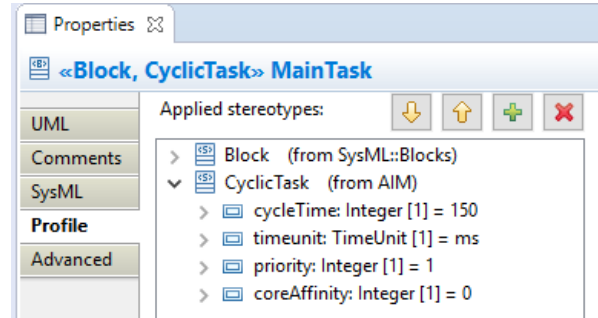 Properties
«Block, CyclicTask» MainTask
UML
Comments
SysML
Profile
Advanced
Applied stereotypes:
Block (from SysML::Blocks)
CyclicTask (from AIM)
cycleTime: Integer [1] = 150
timeunit: TimeUnit [1] = ms
priority: Integer [1] = 1
coreAffinity: Integer [1] = 0